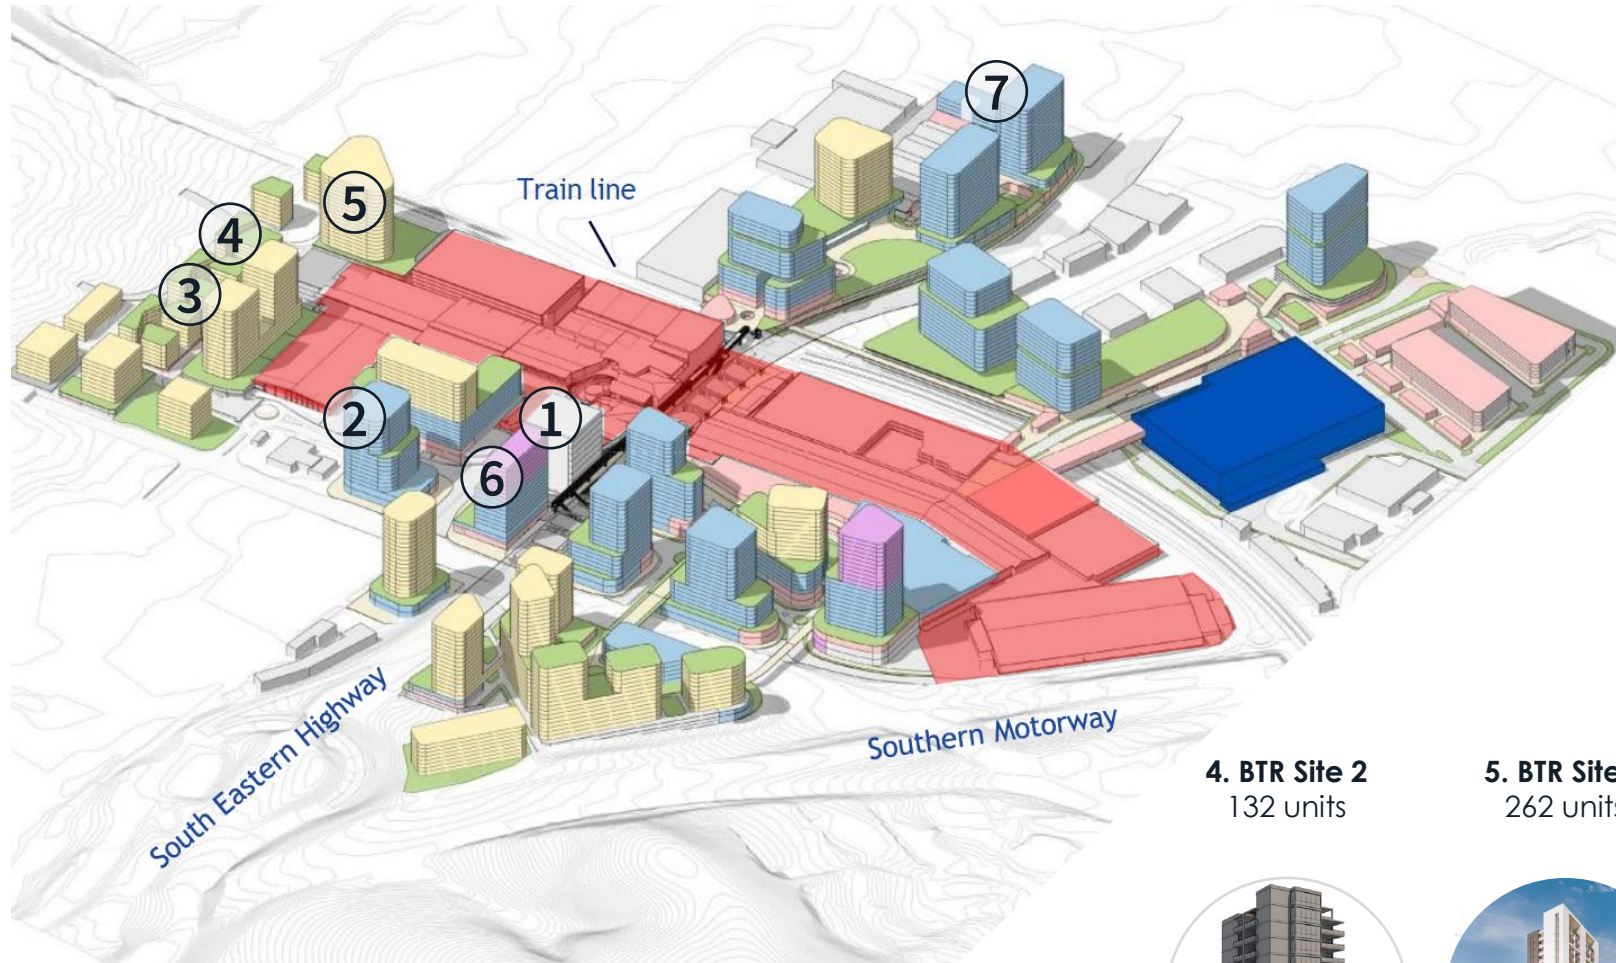 7
5
Train line
4
3
2
1
6
South Eastern Highway
Southern Motorway
4. BTR Site 2
132 units
5. BTR Site
262 units